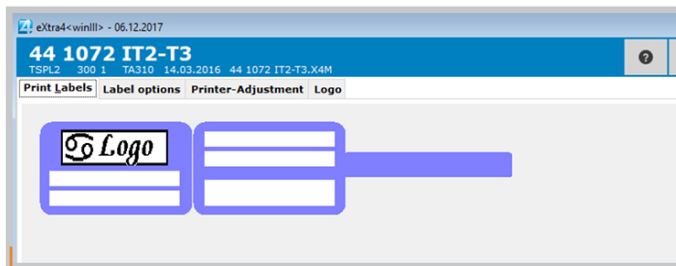 eXtra4<winIII> - 06.12.2017
44 1072 IT2-T3
TSPL2 300 1 TA310 14.03.2016 44 1072 IT2-T3.X4M
?
Print Labels Label options Printer-Adjustment Logo
Logo